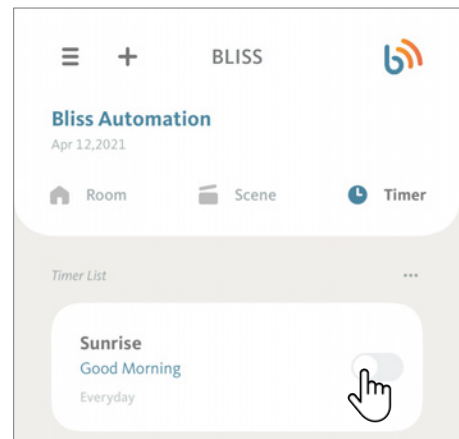 BLISS
Bliss Automation
Apr 12,2021
Room Scene Timer
Timer List
Sunrise
Good Morning
Everyday